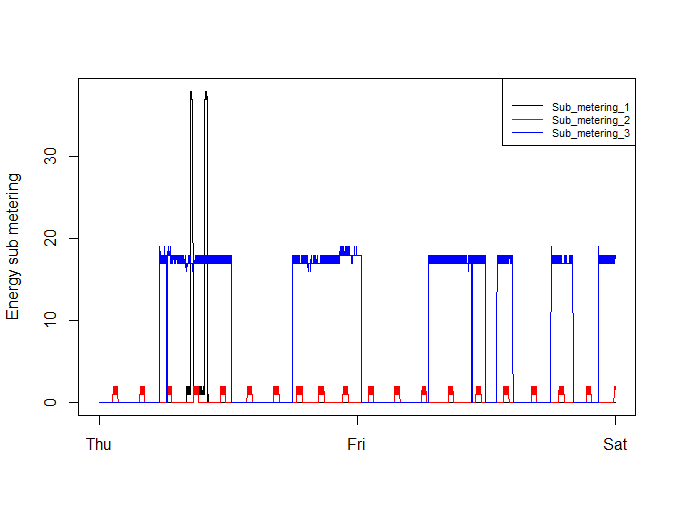 Sub_metering_1
Sub_metering_2
Sub_metering_3
Energy sub metering
30
20
10
0
Thu Fri Sat